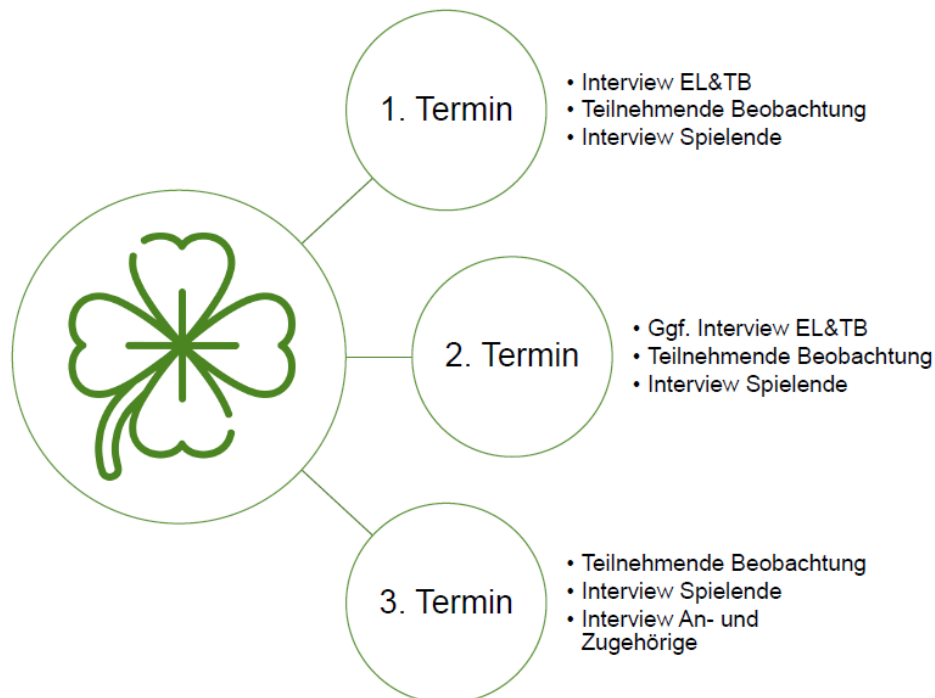 1. Termin
• Interview EL&TB
• Teilnehmende Beobachtung
• Interview Spielende
2. Termin
• Ggf. Interview EL&TB
• Teilnehmende Beobachtung
• Interview Spielende
3. Termin
• Teilnehmende Beobachtung
• Interview Spielende
• Interview An- und
Zugehörige